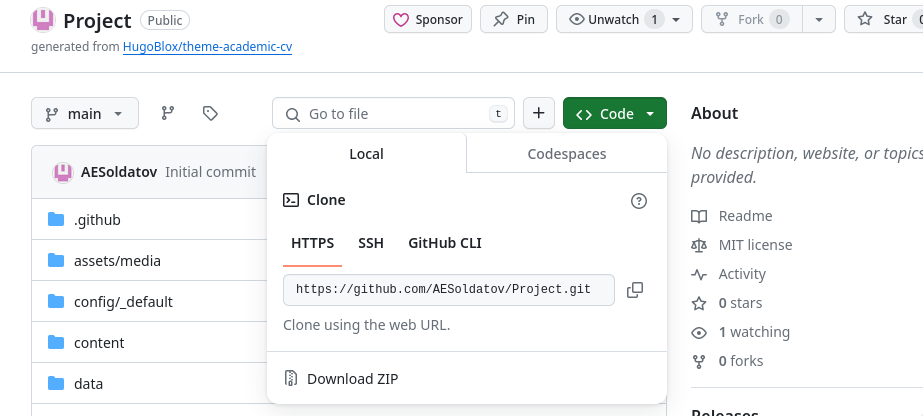 Project Public Sponsor Pin Unwatch 1 Fork 0 Star
generated from HugoBlox/theme-academic-cv
main Go to file t + Code
About
Local Codespaces
No description, website, or topics
provided.
AESoldatov Initial commit
Clone
.github
Readme
HTTPS SSH GitHub CLI
MIT license
assets/media
Activity
https://github.com/AESoldatov/Project.git
config/_default
0 stars
Clone using the web URL.
1 watching
content
0 forks
Download ZIP
data
Releases